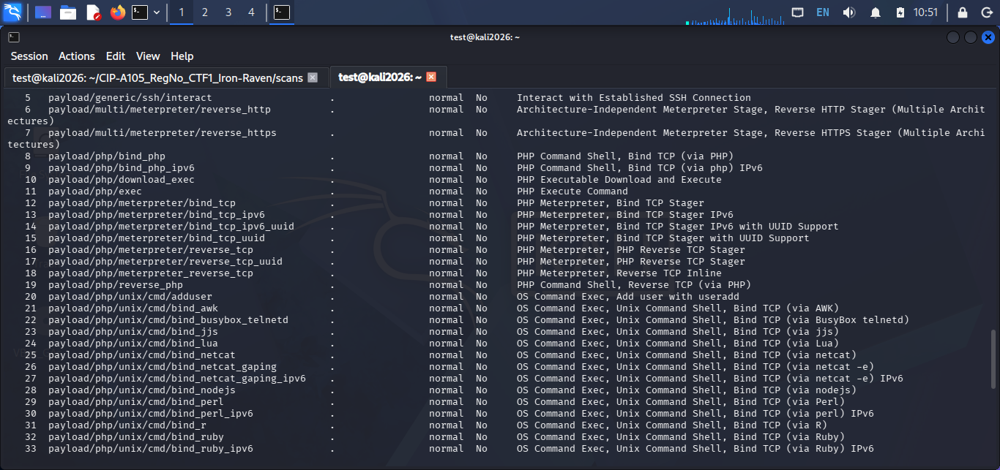 1 2 3 4 EN 10:51
test@kali2026: ~
Session Actions Edit View Help
test@kali2026: ~/CIP-A105_RegNo_CTF1_Iron-Raven/scans test@kali2026: ~
5 payload/generic/ssh/interact . normal No Interact with Established SSH Connection
6 payload/multi/meterpreter/reverse_http . normal No Architecture-Independent Meterpreter Stage, Reverse HTTP Stager (Multiple Archit
ectures)
7 payload/multi/meterpreter/reverse_https . normal No Architecture-Independent Meterpreter Stage, Reverse HTTPS Stager (Multiple Archi
tectures)
8 payload/php/bind_php . normal No PHP Command Shell, Bind TCP (via PHP)
9 payload/php/bind_php_ipv6 . normal No PHP Command Shell, Bind TCP (via php) IPv6
10 payload/php/download_exec . normal No PHP Executable Download and Execute
11 payload/php/exec . normal No PHP Execute Command
12 payload/php/meterpreter/bind_tcp . normal No PHP Meterpreter, Bind TCP Stager
13 payload/php/meterpreter/bind_tcp_ipv6 . normal No PHP Meterpreter, Bind TCP Stager IPv6
14 payload/php/meterpreter/bind_tcp_ipv6_uuid . normal No PHP Meterpreter, Bind TCP Stager IPv6 with UUID Support
15 payload/php/meterpreter/bind_tcp_uuid . normal No PHP Meterpreter, Bind TCP Stager with UUID Support
16 payload/php/meterpreter/reverse_tcp . normal No PHP Meterpreter, PHP Reverse TCP Stager
17 payload/php/meterpreter/reverse_tcp_uuid . normal No PHP Meterpreter, PHP Reverse TCP Stager
18 payload/php/meterpreter_reverse_tcp . normal No PHP Meterpreter, Reverse TCP Inline
19 payload/php/reverse_php . normal No PHP Command Shell, Reverse TCP (via PHP)
20 payload/php/unix/cmd/adduser . normal No OS Command Exec, Add user with useradd
21 payload/php/unix/cmd/bind_awk . normal No OS Command Exec, Unix Command Shell, Bind TCP (via AWK)
22 payload/php/unix/cmd/bind_busybox_telnetd . normal No OS Command Exec, Unix Command Shell, Bind TCP (via BusyBox telnetd)
23 payload/php/unix/cmd/bind_jjs . normal No OS Command Exec, Unix Command Shell, Bind TCP (via jjs)
24 payload/php/unix/cmd/bind_lua . normal No OS Command Exec, Unix Command Shell, Bind TCP (via Lua)
25 payload/php/unix/cmd/bind_netcat . normal No OS Command Exec, Unix Command Shell, Bind TCP (via netcat)
26 payload/php/unix/cmd/bind_netcat_gaping . normal No OS Command Exec, Unix Command Shell, Bind TCP (via netcat -e)
27 payload/php/unix/cmd/bind_netcat_gaping_ipv6 . normal No OS Command Exec, Unix Command Shell, Bind TCP (via netcat -e) IPv6
28 payload/php/unix/cmd/bind_nodejs . normal No OS Command Exec, Unix Command Shell, Bind TCP (via nodejs)
29 payload/php/unix/cmd/bind_perl . normal No OS Command Exec, Unix Command Shell, Bind TCP (via Perl)
30 payload/php/unix/cmd/bind_perl_ipv6 . normal No OS Command Exec, Unix Command Shell, Bind TCP (via perl) IPv6
31 payload/php/unix/cmd/bind_r . normal No OS Command Exec, Unix Command Shell, Bind TCP (via R)
32 payload/php/unix/cmd/bind_ruby . normal No OS Command Exec, Unix Command Shell, Bind TCP (via Ruby)
33 payload/php/unix/cmd/bind_ruby_ipv6 . normal No OS Command Exec, Unix Command Shell, Bind TCP (via Ruby) IPv6